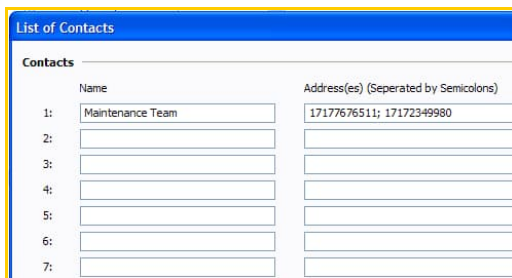 List of Contacts
Contacts
Name Address(es) (Seperated by Semicolons)
1: Maintenance Team 17177676511; 17172349980
2:
3:
4:
5:
6:
7: